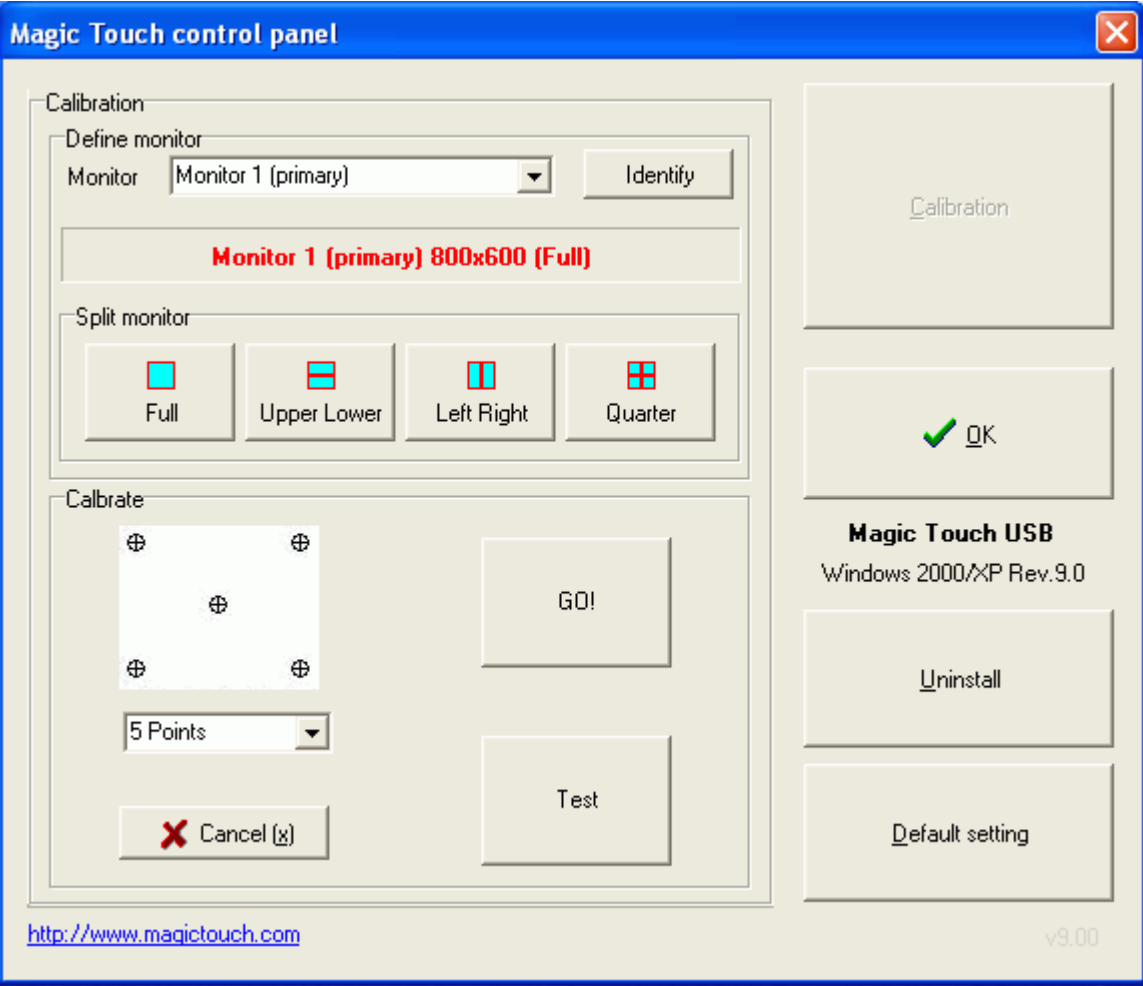 Magic Touch control panel
Calibration
Define monitor
Monitor Monitor 1 (primary) Identify
Monitor 1 (primary) 800x600 (Full)
Split monitor
Full Upper Lower Left Right Quarter
Calbrate
GO!
5 Points
Test
Cancel (x)
Calibration
OK
Magic Touch USB
Windows 2000/XP Rev.9.0
Uninstall
Default setting
http://www.magictouch.com
v9.00